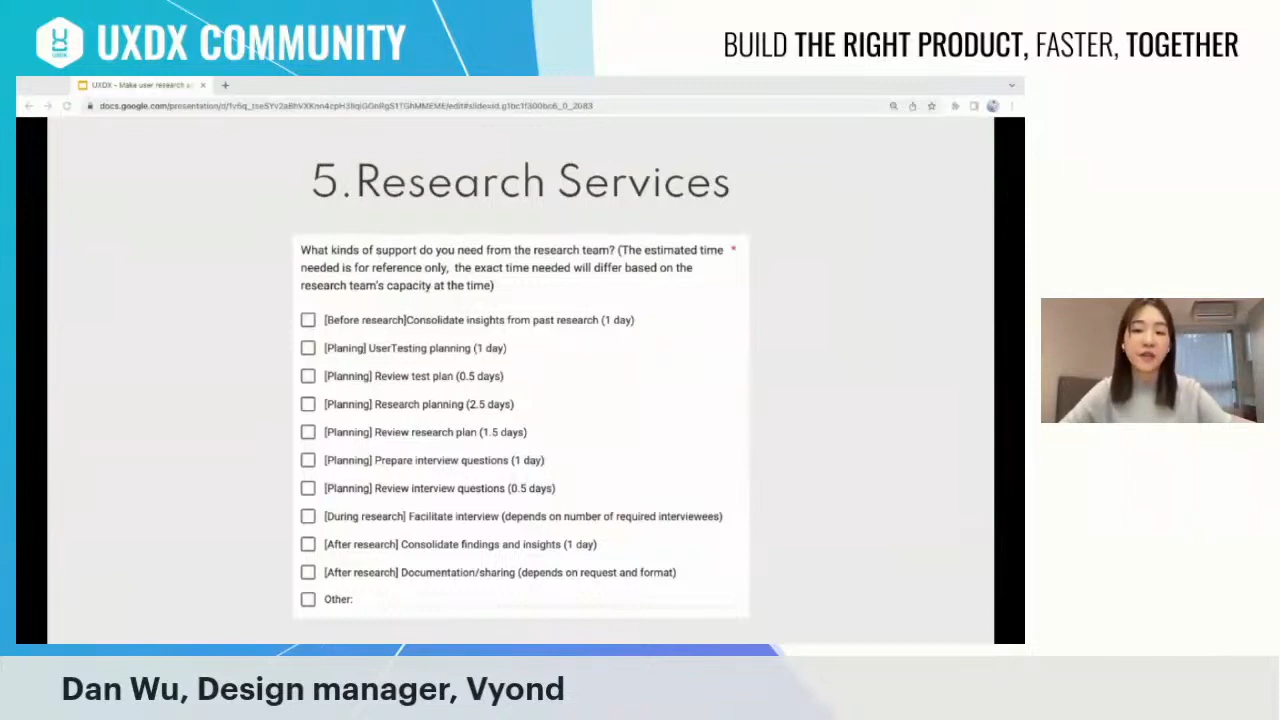 UXDX COMMUNITY
BUILD THE RIGHT PRODUCT, FASTER, TOGETHER
UXDX - Make user research a
5.Research Services
What kinds of support do you need from the research team? (The estimated time *
needed is for reference only, the exact time needed will differ based on the
research team's capacity at the time)
[Before research]Consolidate insights from past research (1 day)
[Planing] UserTesting planning (1 day)
[Planning] Review test plan (0.5 days)
[Planning] Research planning (2.5 days)
[Planning] Review research plan (1.5 days)
[Planning] Prepare interview questions (1 day)
[Planning] Review interview questions (0.5 days)
[During research] Facilitate interview (depends on number of required interviewees)
[After research] Consolidate findings and insights (1 day)
[After research] Documentation/sharing (depends on request and format)
Other:
Dan Wu, Design manager, Vyond